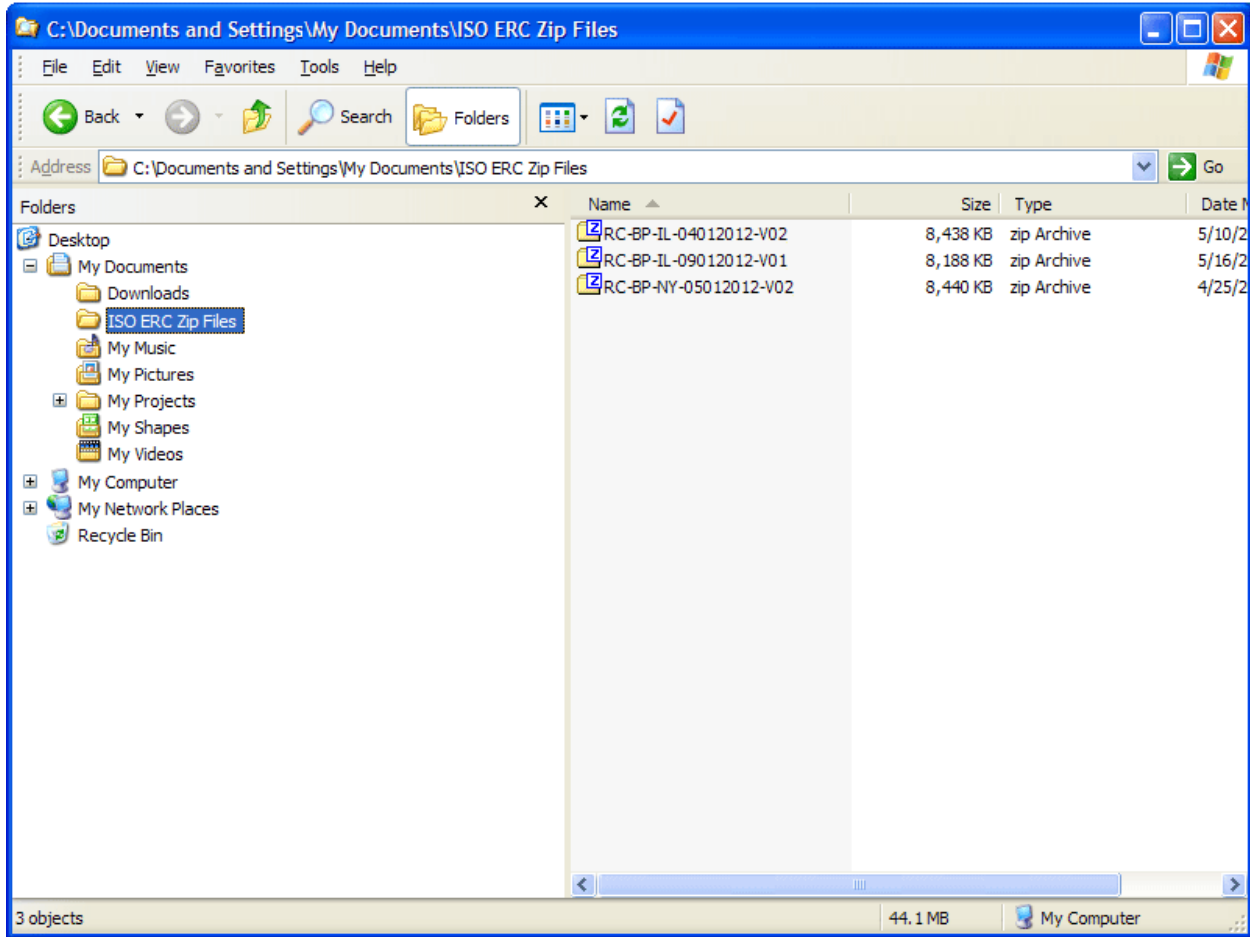 C:\Documents and Settings\My Documents\ISO ERC Zip Files
File Edit View Favorites Tools Help
Back Search Folders
Address C:\Documents and Settings\My Documents\ISO ERC Zip Files Go
Folders X Name Size Type Date M
Desktop
My Documents
Downloads
ISO ERC Zip Files
My Music
My Pictures
My Projects
My Shapes
My Videos
My Computer
My Network Places
Recycle Bin
RC-BP-IL-04012012-V02 8,438 KB zip Archive 5/10/2
RC-BP-IL-09012012-V01 8,188 KB zip Archive 5/16/2
RC-BP-NY-05012012-V02 8,440 KB zip Archive 4/25/2
3 objects 44.1 MB My Computer